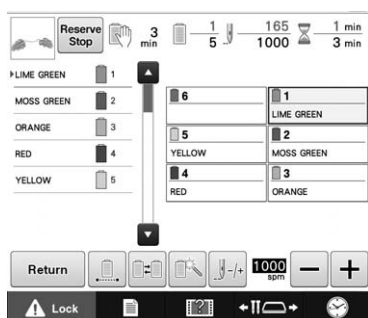 Reserve Stop
3 min
1 5
165 1000
1 min 3 min
LIME GREEN 1
MOSS GREEN 2
ORANGE 3
RED 4
YELLOW 5
6
1 LIME GREEN
5 YELLOW
2 MOSS GREEN
4 RED
3 ORANGE
Return
-/+
1000 spm
− +
Lock
?